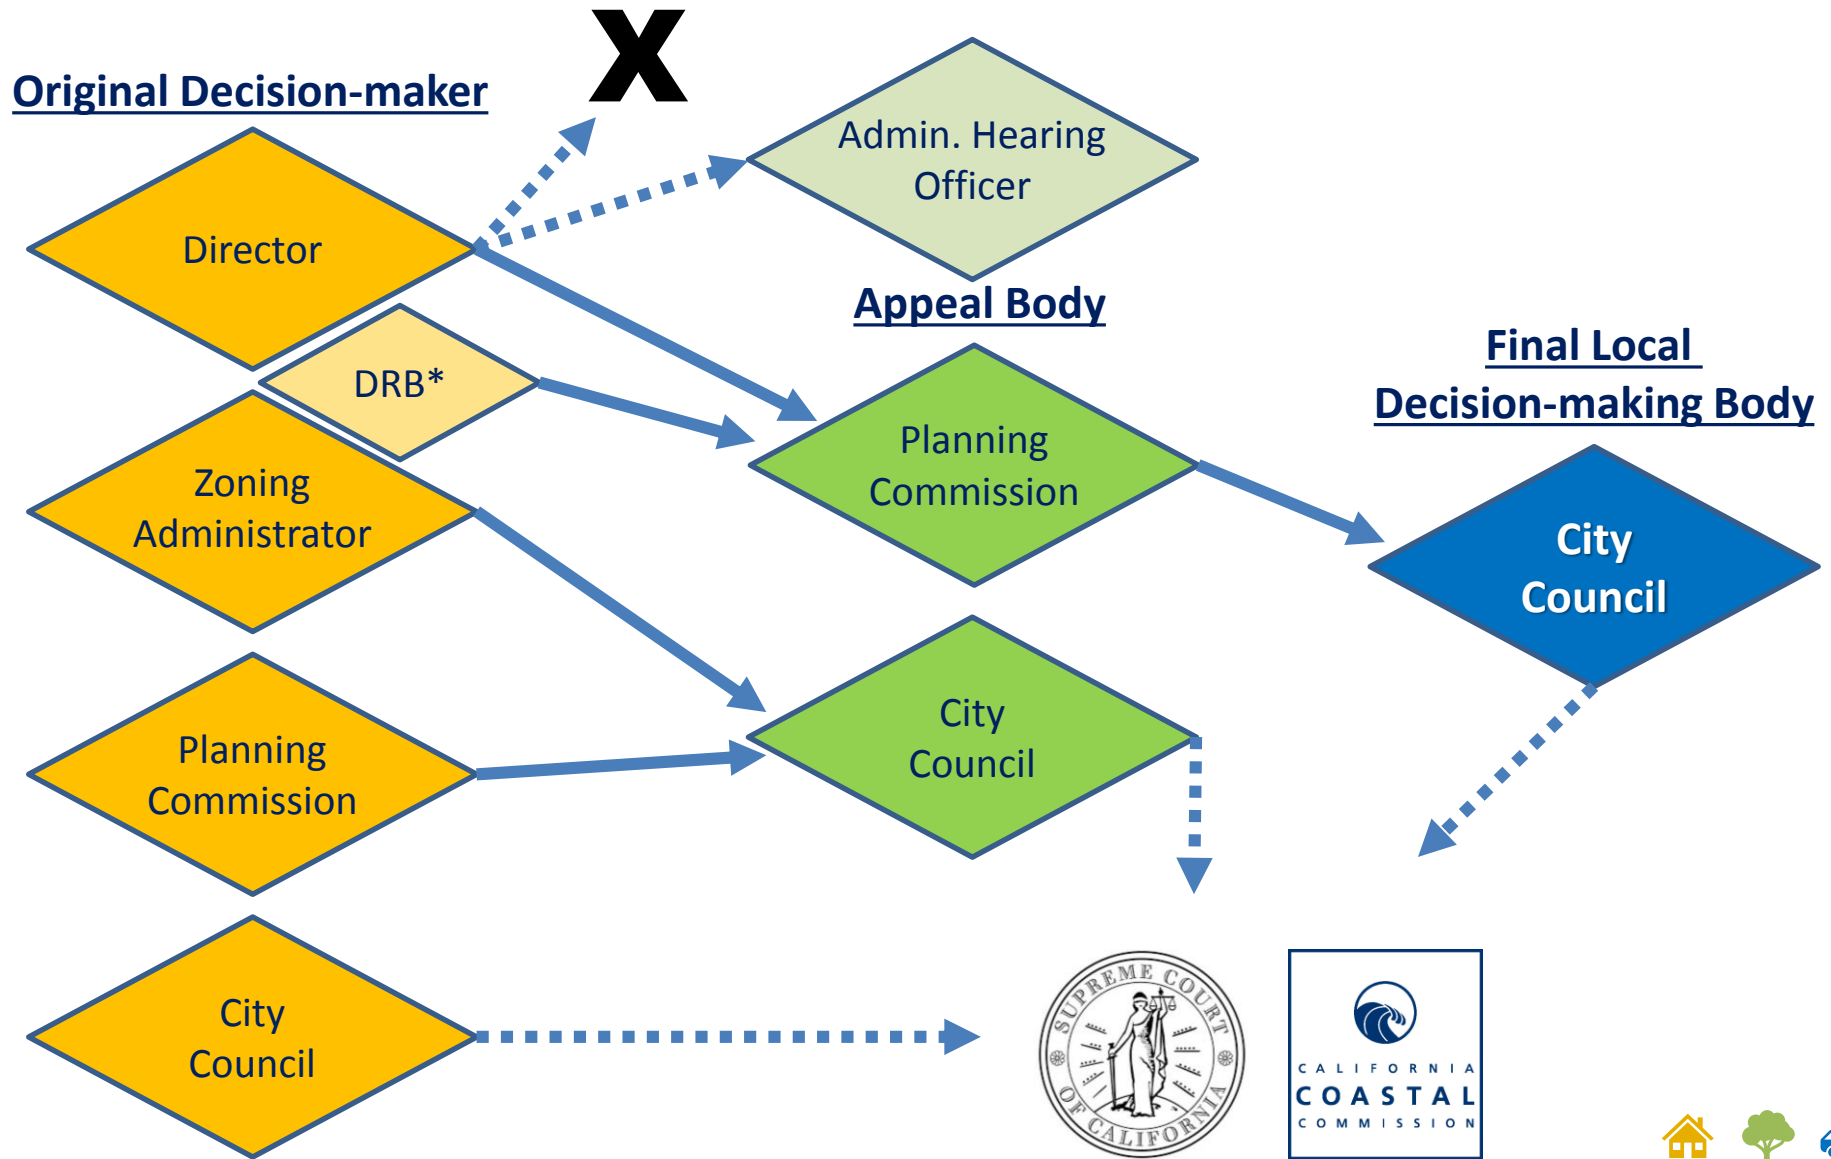 X
Original Decision-maker
Admin. Hearing
Officer
Director
Appeal Body
Final Local
Decision-making Body
DRB*
Planning
Commission
Zoning
Administrator
City
Council
City
Council
Planning
Commission
City
Council
SUPREME COURT
OF CALIFORNIA
CALIFORNIA
COASTAL
COMMISSION